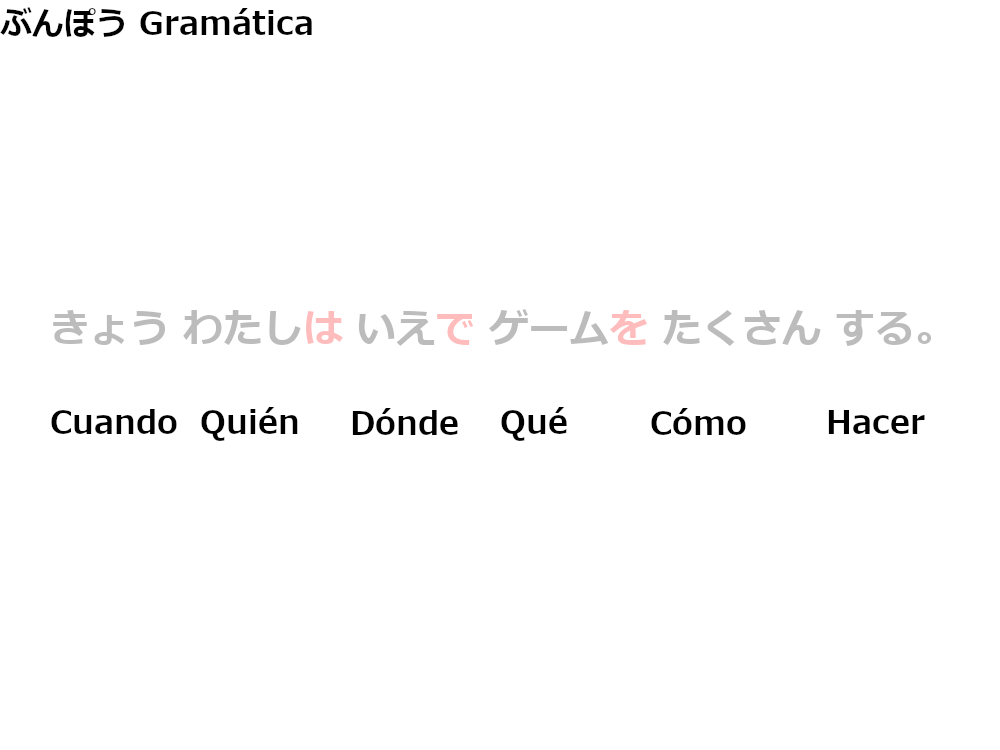 ぶんぽう Gramática
きょう わたしは いえで ゲームを たくさん する。
Cuando Quién Dónde Qué Cómo Hacer